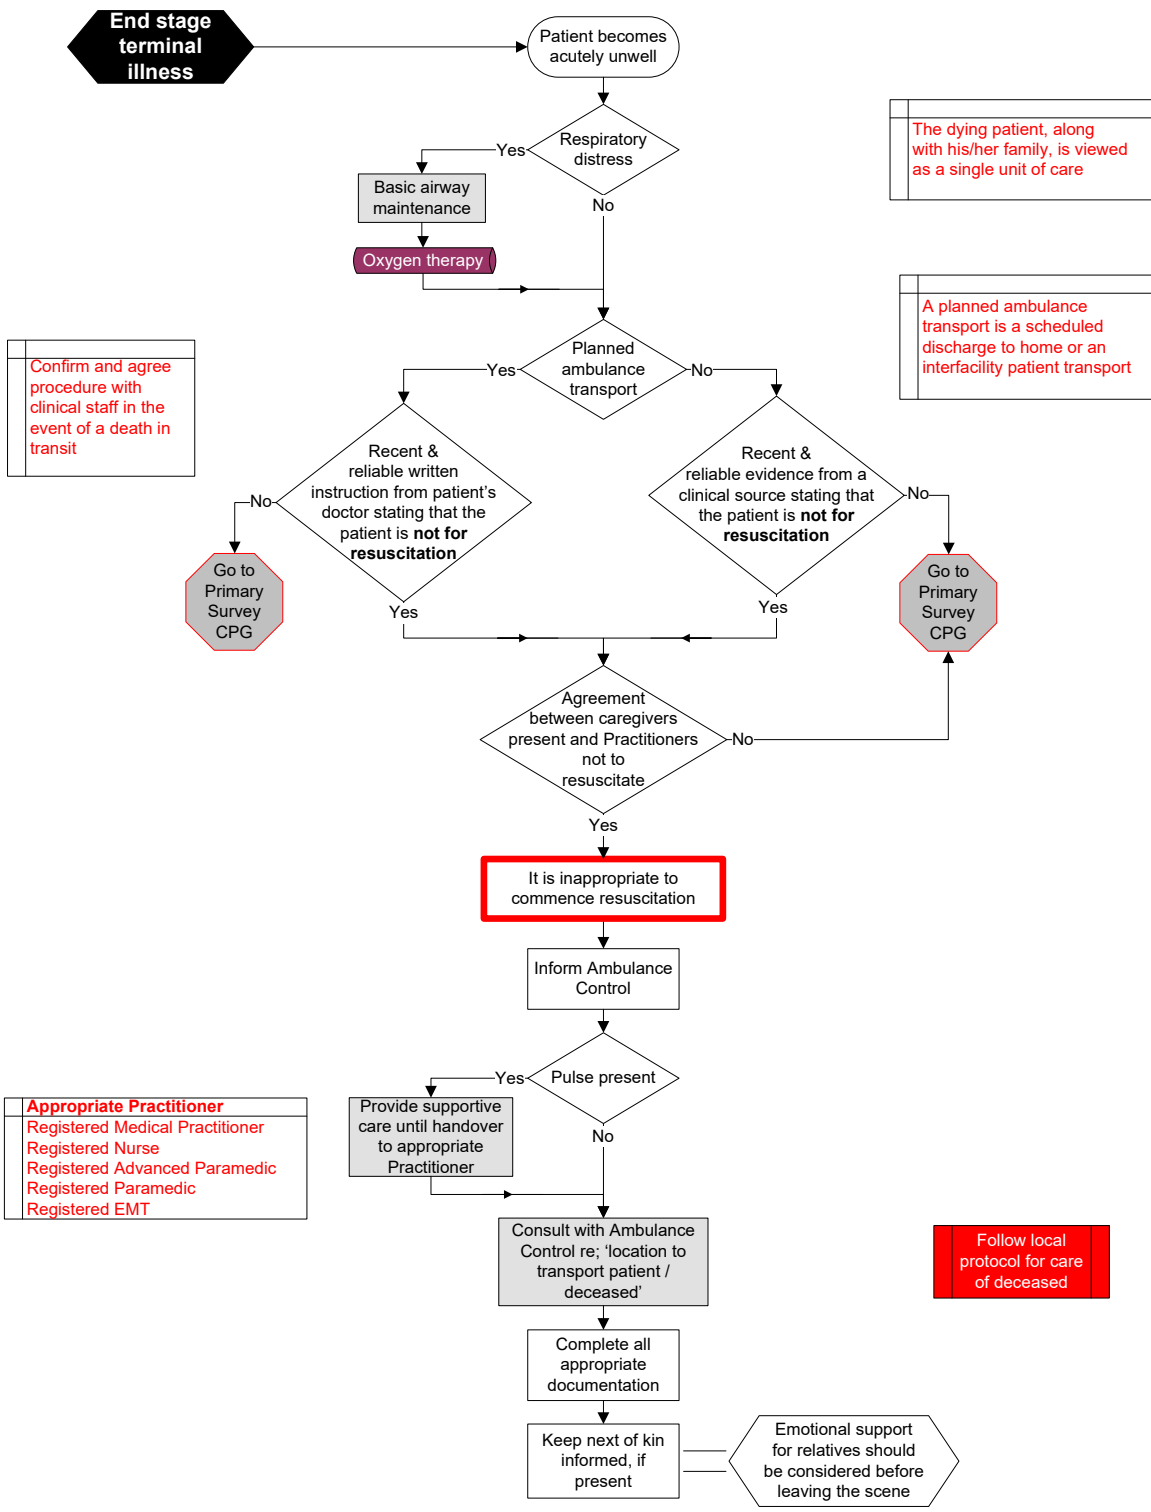 End stage
terminal
illness
Patient becomes
acutely unwell
Respiratory
distress
Yes
No
Basic airway
maintenance
Oxygen therapy
The dying patient, along
with his/her family, is viewed
as a single unit of care
A planned ambulance
transport is a scheduled
discharge to home or an
interfacility patient transport
Planned
ambulance
transport
Yes
No
Confirm and agree
procedure with
clinical staff in the
event of a death in
transit
Recent &
reliable written
instruction from patient’s
doctor stating that the
patient is not for
resuscitation
No
Yes
Recent &
reliable evidence from a
clinical source stating that
the patient is not for
resuscitation
No
Yes
Go to
Primary
Survey
CPG
Go to
Primary
Survey
CPG
Agreement
between caregivers
present and Practitioners
not to
resuscitate
No
Yes
It is inappropriate to
commence resuscitation
Inform Ambulance
Control
Pulse present
Yes
No
Provide supportive
care until handover
to appropriate
Practitioner
Appropriate Practitioner
Registered Medical Practitioner
Registered Nurse
Registered Advanced Paramedic
Registered Paramedic
Registered EMT
Consult with Ambulance
Control re; ‘location to
transport patient /
deceased’
Follow local
protocol for care
of deceased
Complete all
appropriate
documentation
Keep next of kin
informed, if
present
Emotional support
for relatives should
be considered before
leaving the scene